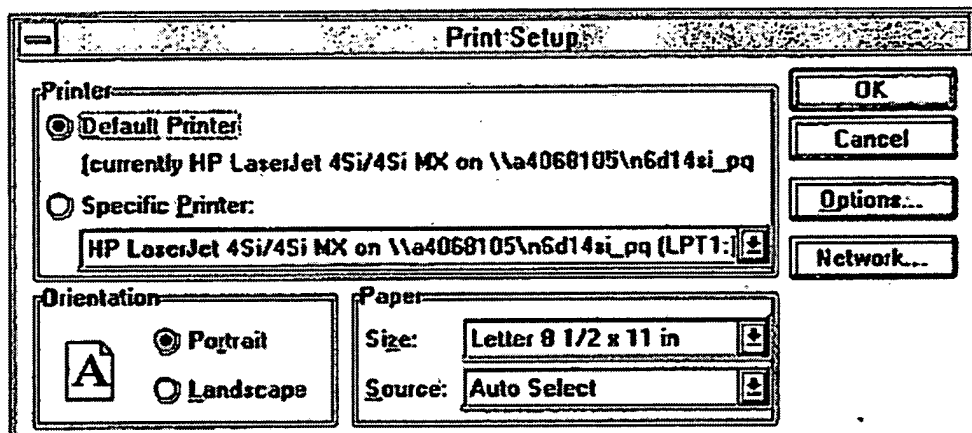 Print Setup
Printer
Default Printer
(currently HP LaserJet 4Si/4Si MX on \\a4068105\n6d14si_pq
Specific Printer:
HP LaserJet 4Si/4Si MX on \\a4068105\n6d14si_pq (LPT1:)
OK
Cancel
Options...
Network...
Orientation
A
Portrait
Landscape
Paper
Size:
Letter 8 1/2 x 11 in
Source:
Auto Select